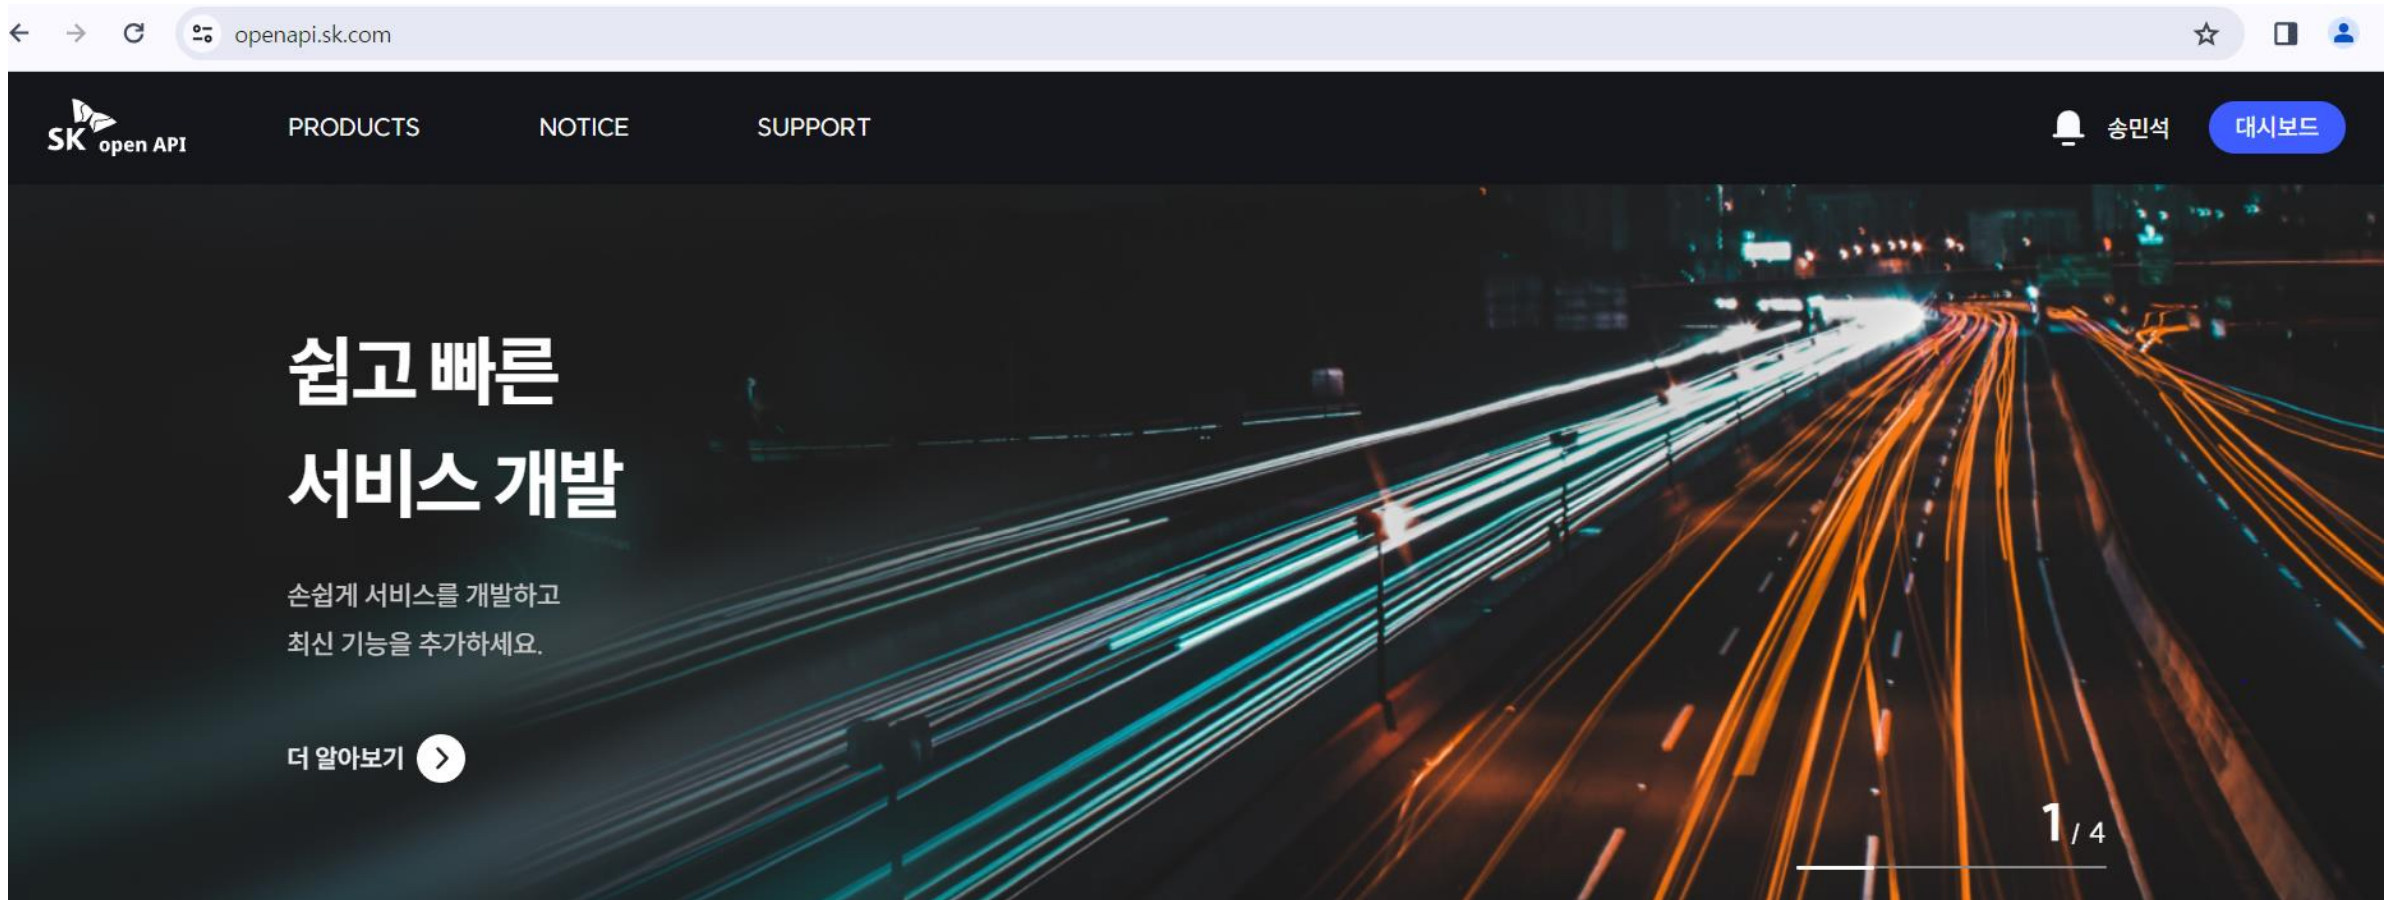 openapi.sk.com
SK open API
PRODUCTS
NOTICE
SUPPORT
송민석
대시보드
쉽고 빠른
서비스 개발
손쉽게 서비스를 개발하고
최신 기능을 추가하세요.
더 알아보기
1 / 4